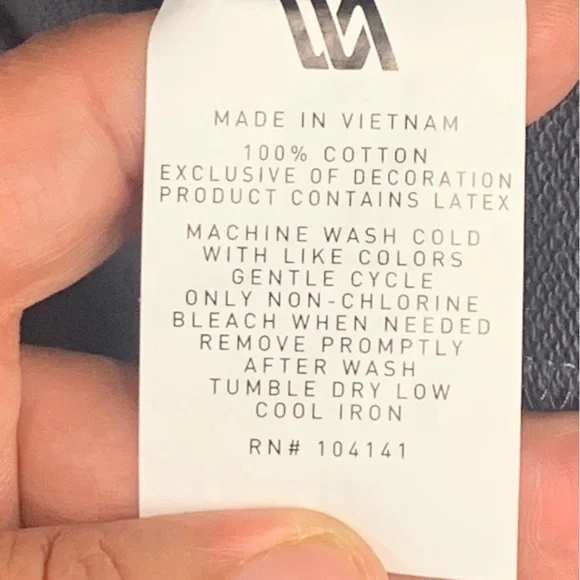 MADE IN VIETNAM
100% COTTON
EXCLUSIVE OF DECORATION
PRODUCT CONTAINS LATEX
MACHINE WASH COLD
WITH LIKE COLORS
GENTLE CYCLE
ONLY NON-CHLORINE
BLEACH WHEN NEEDED
REMOVE PROMPTLY
AFTER WASH
TUMBLE DRY LOW
COOL IRON
RN# 104141